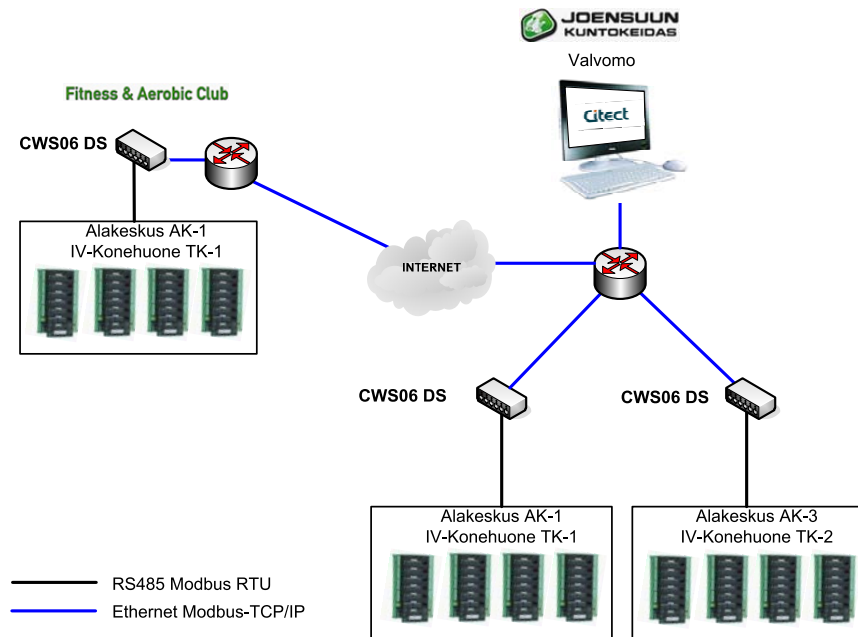 JOENSUUN
KUNTOKEIDAS
Valvomo
Citect
Fitness & Aerobic Club
CWS06 DS
Alakeskus AK-1
IV-Konehuone TK-1
INTERNET
CWS06 DS
CWS06 DS
Alakeskus AK-1
IV-Konehuone TK-1
Alakeskus AK-3
IV-Konehuone TK-2
RS485 Modbus RTU
Ethernet Modbus-TCP/IP